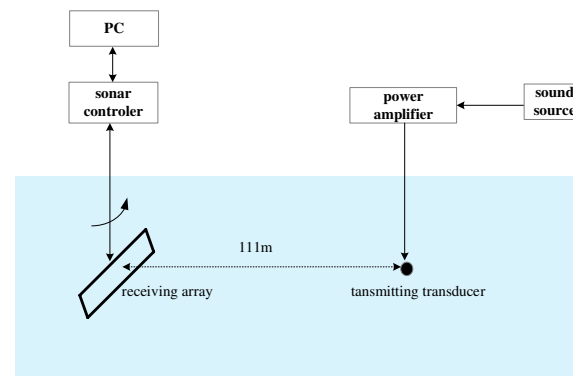 PC
sonar
controler
power
amplifier
sound
source
111m
receiving array
tansmitting transducer